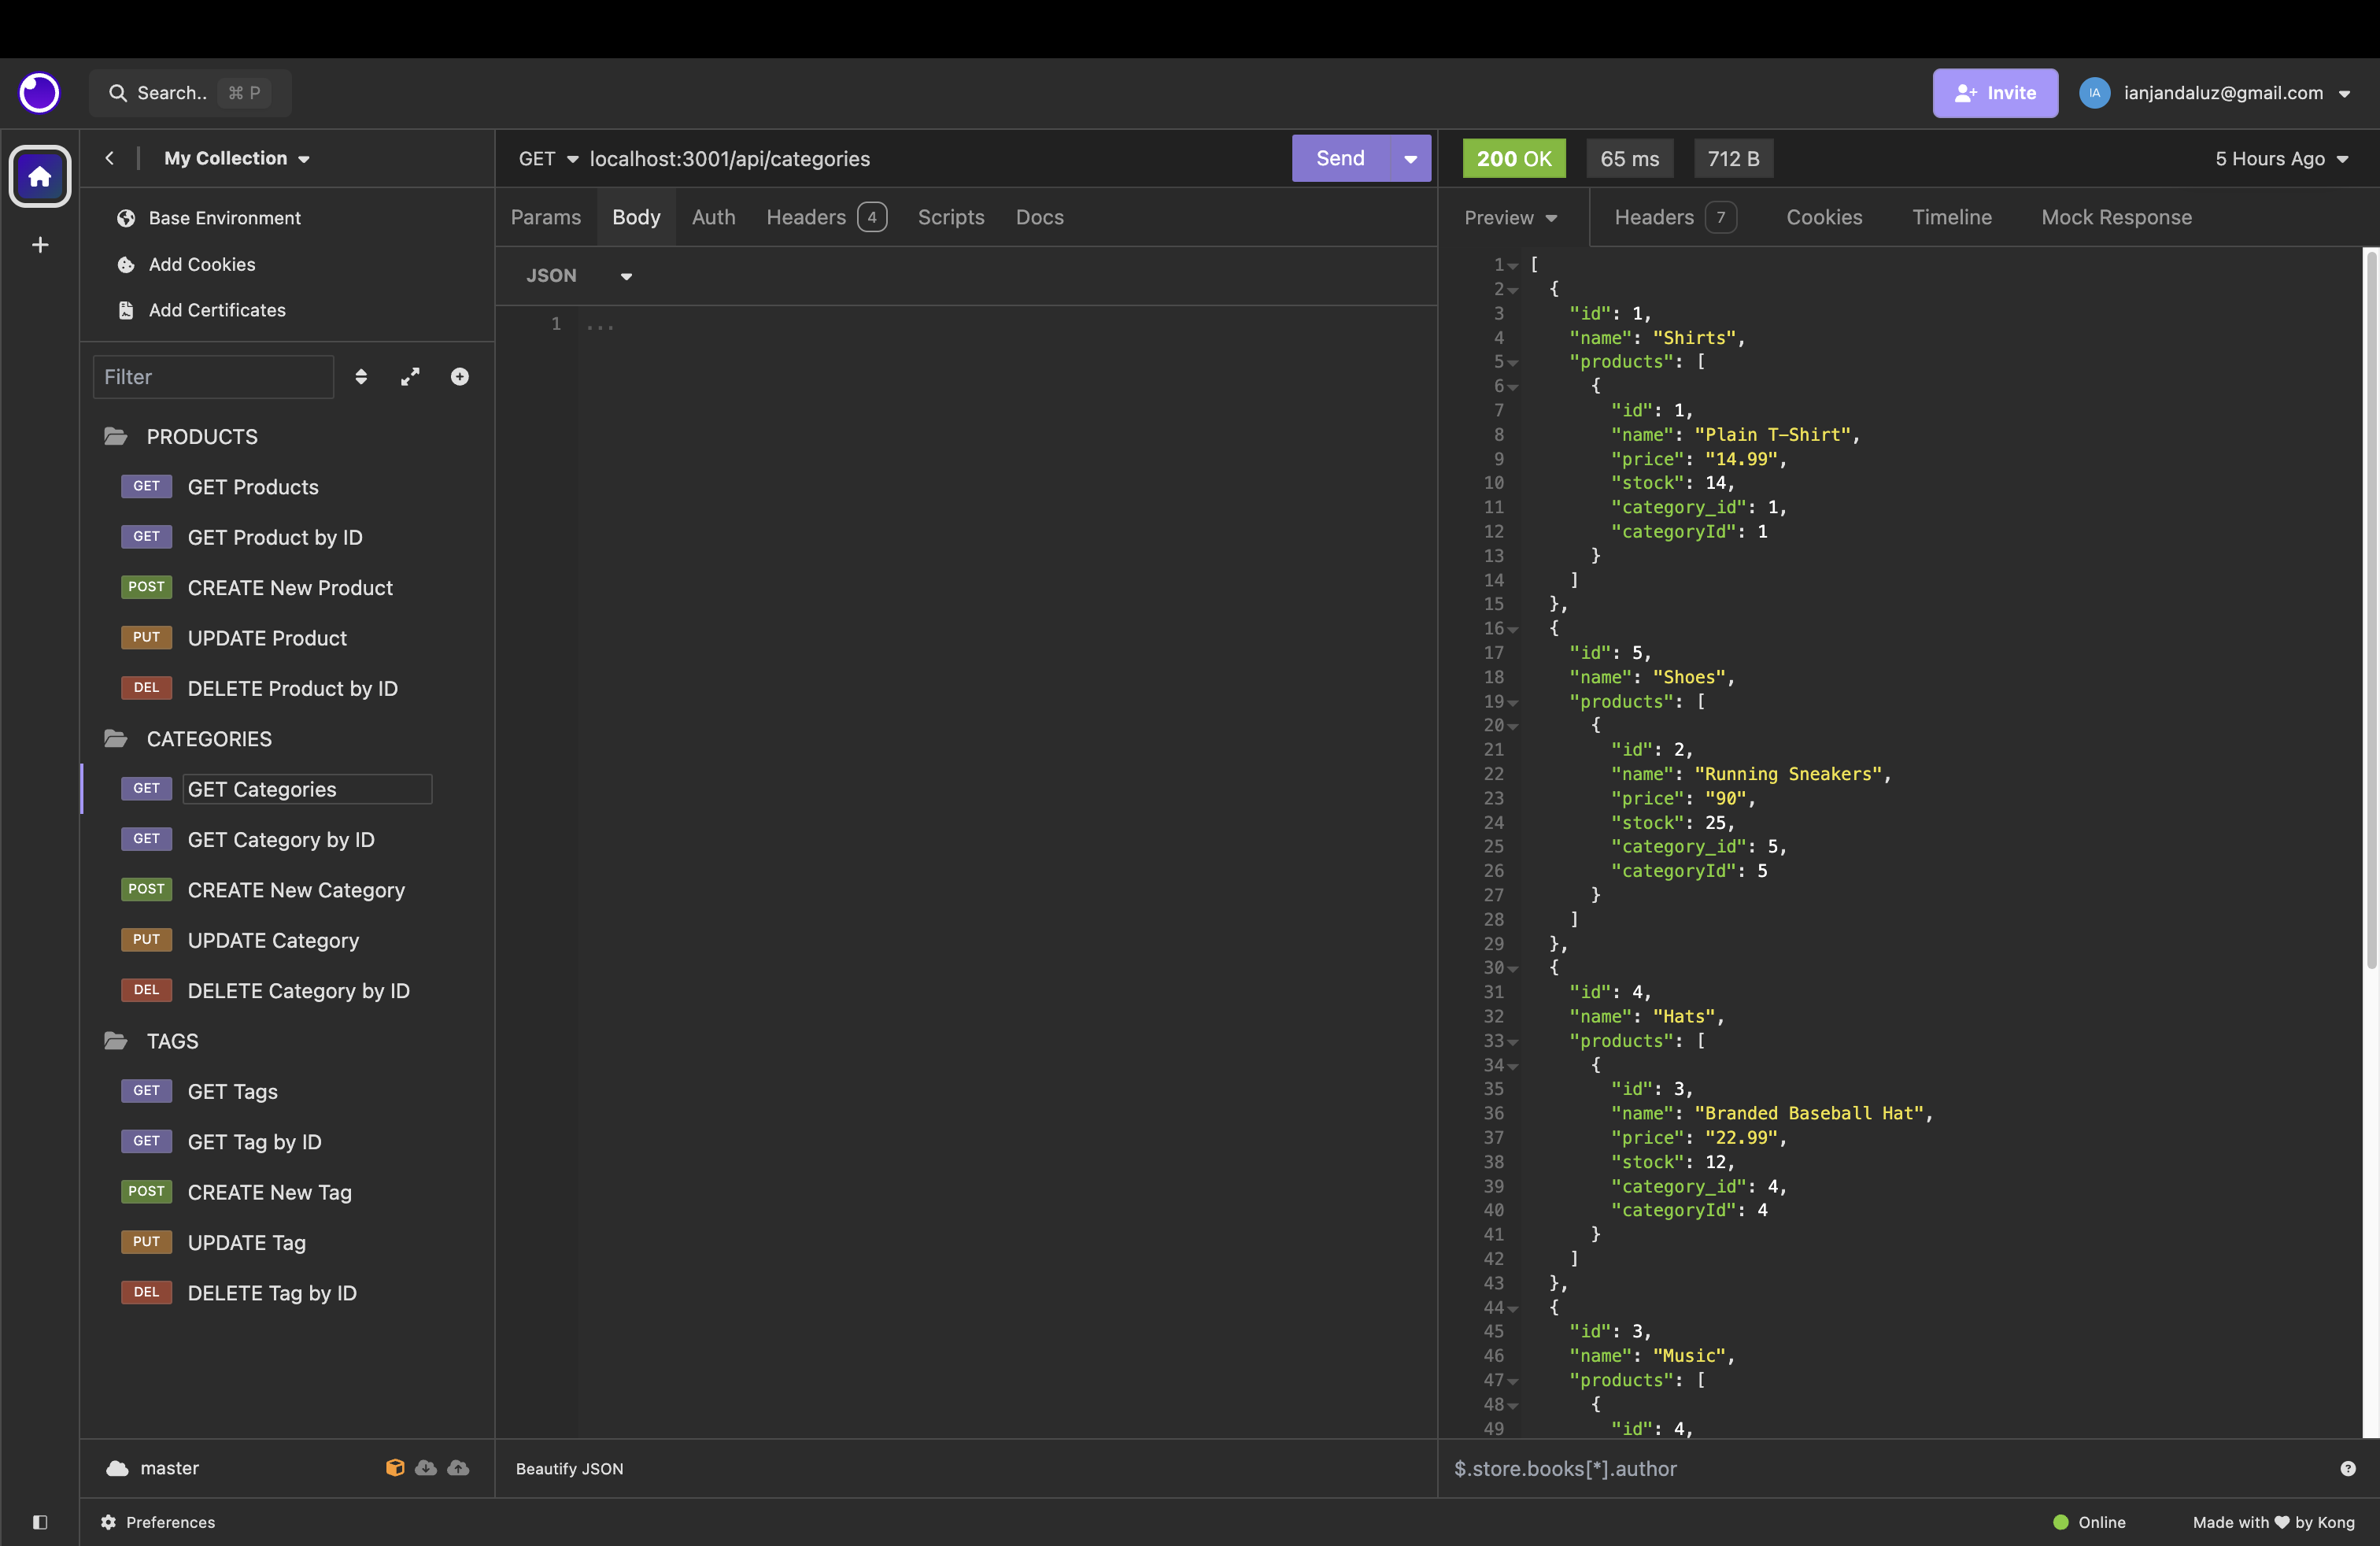 Search.. ⌘ P
Invite
IA
ianjandaluz@gmail.com
My Collection
Base Environment
Add Cookies
Add Certificates
Filter
PRODUCTS
GET GET Products
GET GET Product by ID
POST CREATE New Product
PUT UPDATE Product
DEL DELETE Product by ID
CATEGORIES
GET GET Categories
GET GET Category by ID
POST CREATE New Category
PUT UPDATE Category
DEL DELETE Category by ID
TAGS
GET GET Tags
GET GET Tag by ID
POST CREATE New Tag
PUT UPDATE Tag
DEL DELETE Tag by ID
master
GET localhost:3001/api/categories
Send
Params Body Auth Headers 4 Scripts Docs
JSON
1 ...
Beautify JSON
200 OK 65 ms 712 B
5 Hours Ago
Preview Headers 7 Cookies Timeline Mock Response
1 [
2 {
3 "id": 1,
4 "name": "Shirts",
5 "products": [
6 {
7 "id": 1,
8 "name": "Plain T-Shirt",
9 "price": "14.99",
10 "stock": 14,
11 "category_id": 1,
12 "categoryId": 1
13 }
14 ]
15 },
16 {
17 "id": 5,
18 "name": "Shoes",
19 "products": [
20 {
21 "id": 2,
22 "name": "Running Sneakers",
23 "price": "90",
24 "stock": 25,
25 "category_id": 5,
26 "categoryId": 5
27 }
28 ]
29 },
30 {
31 "id": 4,
32 "name": "Hats",
33 "products": [
34 {
35 "id": 3,
36 "name": "Branded Baseball Hat",
37 "price": "22.99",
38 "stock": 12,
39 "category_id": 4,
40 "categoryId": 4
41 }
42 ]
43 },
44 {
45 "id": 3,
46 "name": "Music",
47 "products": [
48 {
49 "id": 4,
$.store.books[*].author
Preferences
Online
Made with ♥ by Kong